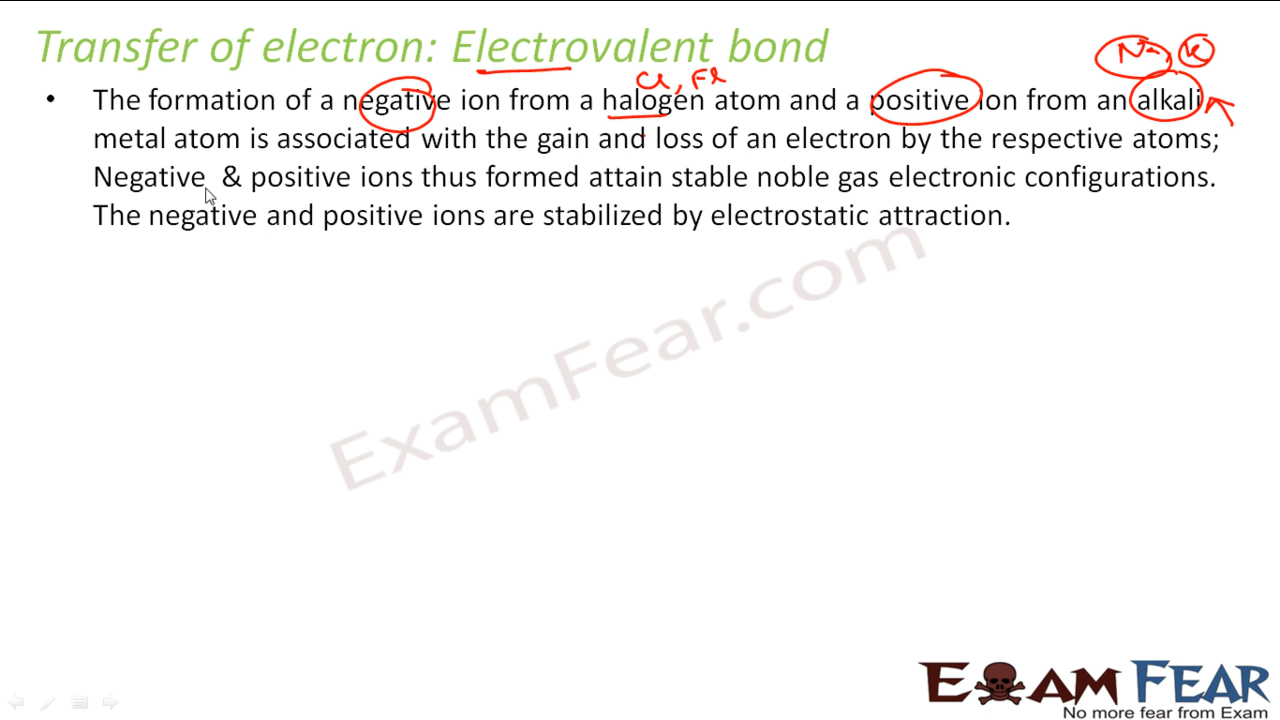 Transfer of electron: Electrovalent bond
Na, K
Cl, Fl
• The formation of a negative ion from a halogen atom and a positive ion from an alkali
metal atom is associated with the gain and loss of an electron by the respective atoms;
Negative & positive ions thus formed attain stable noble gas electronic configurations.
The negative and positive ions are stabilized by electrostatic attraction.
ExamFear.com
EXAM FEAR
No more fear from Exam